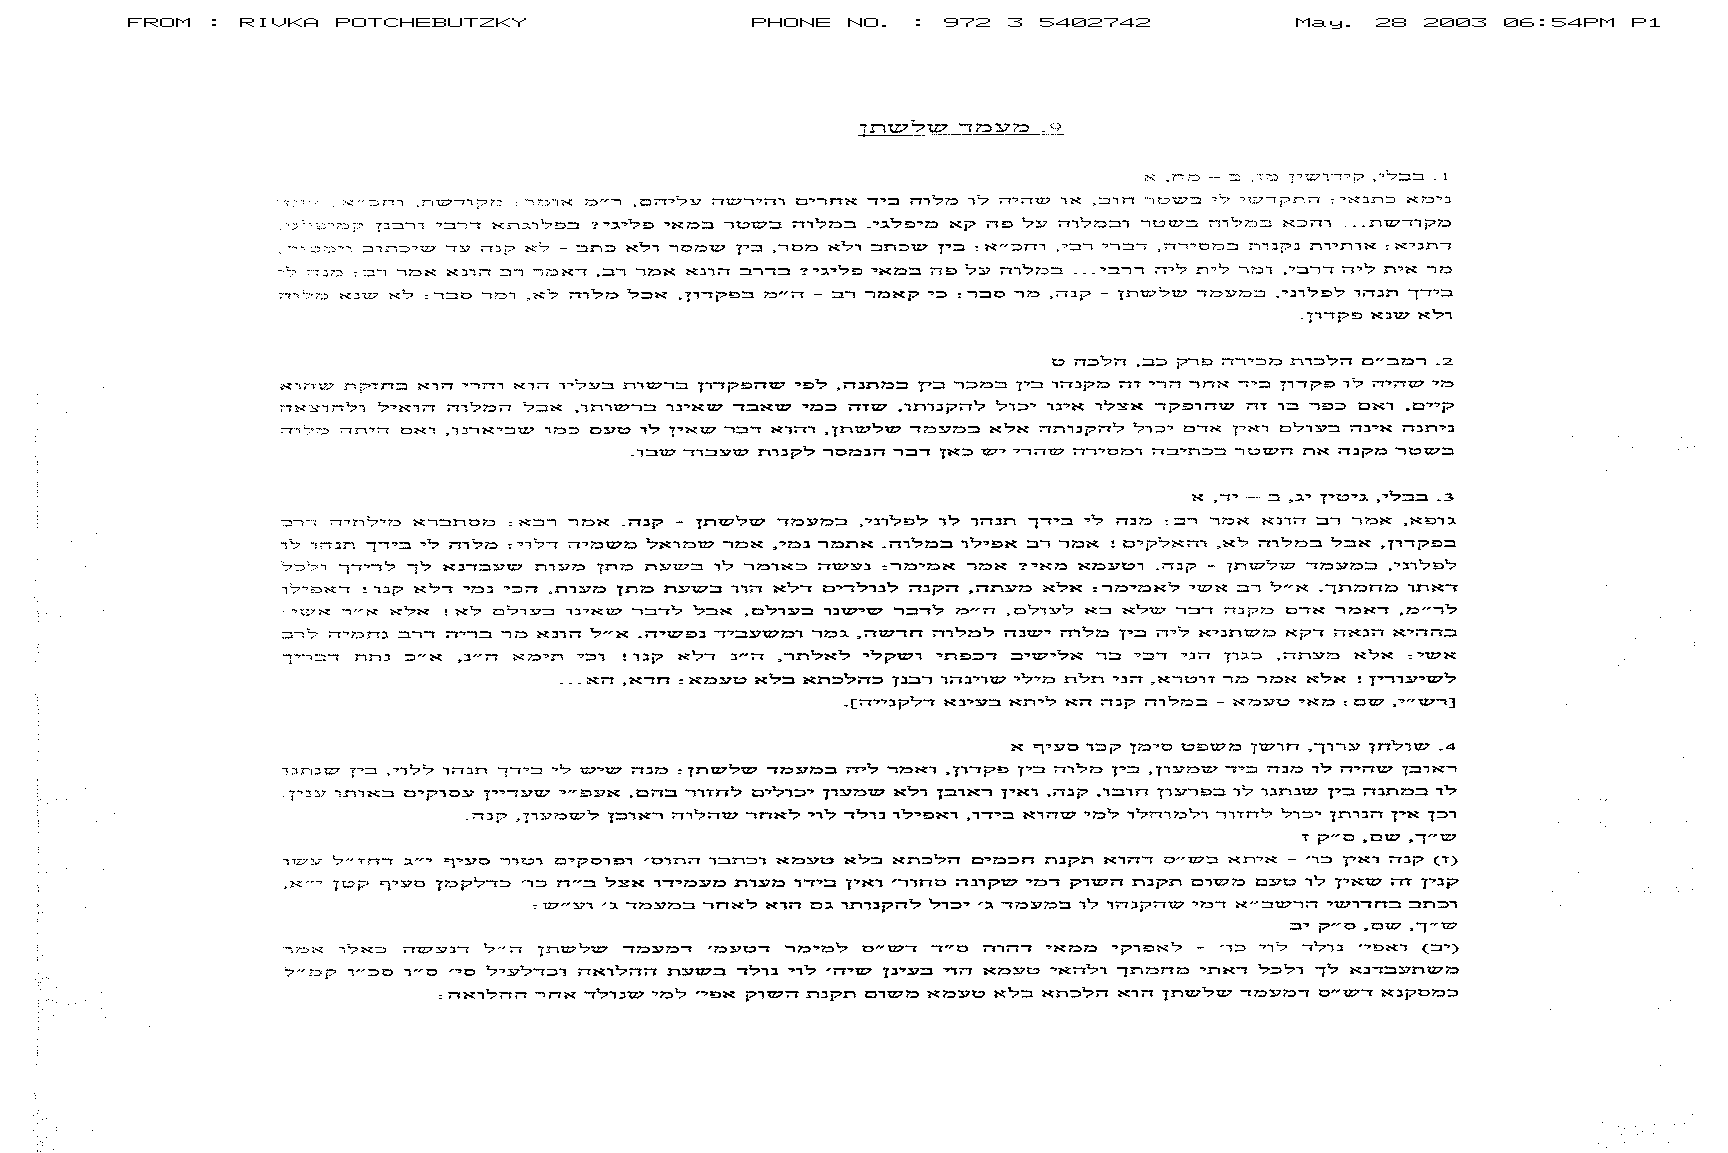 FROM : RIVKA POTCHEBUTZKY PHONE NO. : 972 3 5402742 May. 28 2003 06:54PM P1
9. מעמד שלשתן
1. בבלי, קידושין מז, ב – מח, א
נימא כתנאי: התקדשי לי בשטר חוב, או שהיה לו מלוה ביד אחרים והירשה עליהם, ר״מ אומר: מקודשת, וחכ״א,
מקודשת... והכא במלוה בשטר ובמלוה על פה קא מיפלגי. במלוה בשטר במאי פליגי? בפלוגתא דרבי ורבנן קמיפלגי,
דתניא: אותיות נקנות במסירה, דברי רבי, וחכ״א: בין שכתב ולא מסר, בין שמסר ולא כתב - לא קנה עד שיכתוב וימסור,
מר אית ליה דרבי, ומר לית ליה דרבי... במלוה על פה במאי פליגי? בדרב הונא אמר רב, דאמר רב הונא אמר רב: מנה לי
בידך תנהו לפלוני, במעמד שלשתן - קנה, מר סבר: כי קאמר רב - ה״מ בפקדון, אבל מלוה לא, ומר סבר: לא שנא מלוה
ולא שנא פקדון.
2. רמב״ם הלכות מכירה פרק כב, הלכה ט
מי שהיה לו פקדון ביד אחר הרי זה מקנהו בין במכר בין במתנה, לפי שהפקדון ברשות בעליו הוא והרי הוא בחזקת שהוא
קיים, ואם כפר בו זה שהופקד אצלו אינו יכול להקנותו, שזה כמי שאבד שאינו ברשותו, אבל המלוה הואיל ולהוצאה
ניתנה אינה בעולם ואין אדם יכול להקנותה אלא במעמד שלשתן, והוא דבר שאין לו טעם כמו שביארנו, ואם היתה מלוה
בשטר מקנה את השטר בכתיבה ומסירה שהרי יש כאן דבר הנמסר לקנות שעבוד שבו.
3. בבלי, גיטין יג, ב – יד, א
גופא, אמר רב הונא אמר רב: מנה לי בידך תנהו לו לפלוני, במעמד שלשתן - קנה. אמר רבא: מסתברא מילתיה דרב
בפקדון, אבל במלוה לא, והאלקים! אמר רב אפילו במלוה. אתמר נמי, אמר שמואל משמיה דלוי: מלוה לי בידך תנהו לו
לפלוני, במעמד שלשתן - קנה. וטעמא מאי? אמר אמימר: נעשה כאומר לו בשעת מתן מעות שעבדנא לך לדידך ולכל
דאתו מחמתך. א״ל רב אשי לאמימר: אלא מעתה, הקנה לנולדים דלא הוו בשעת מתן מעות, הכי נמי דלא קנו! דאפילו
לר״מ, דאמר אדם מקנה דבר שלא בא לעולם, ה״מ לדבר שישנו בעולם, אבל לדבר שאינו בעולם לא! אלא א״ר אשי:
בההיא הנאה דקא משתניא ליה בין מלוה ישנה למלוה חדשה, גמר ומשעביד נפשיה. א״ל הונא מר בריה דרב נחמיה לרב
אשי: אלא מעתה, כגון הני דבי בר אלישיב דכפתי ושקלי לאלתר, ה״נ דלא קנו! וכי תימא ה״נ, א״כ נתת דבריך
לשיעורין! אלא אמר מר זוטרא, הני תלת מילי שוינהו רבנן כהלכתא בלא טעמא: חדא, הא...
[רש״י, שם: מאי טעמא - במלוה קנה הא ליתא בעינא דלקנייה].
4. שולחן ערוך, חושן משפט סימן קכו סעיף א
ראובן שהיה לו מנה ביד שמעון, בין מלוה בין פקדון, ואמר ליה במעמד שלשתן: מנה שיש לי בידך תנהו ללוי, בין שנתנו
לו במתנה בין שנתנו לו בפרעון חובו, קנה, ואין ראובן ולא שמעון יכולים לחזור בהם, אעפ״י שעדיין עסוקים באותו ענין.
וכן אין הנותן יכול לחזור ולמוחלו למי שהוא בידו, ואפילו נולד לוי לאחר שהלוה ראובן לשמעון, קנה.
ש״ך, שם, ס״ק ז
(ז) קנה ואין כו׳ - איתא בש״ס דהוא תקנת חכמים הלכתא בלא טעמא וכתבו התוס׳ ופוסקים וטור סעיף י״ג דחז״ל עשו
קנין זה שאין לו טעם משום תקנת השוק דמי שקונה סחור׳ ואין בידו מעות מעמידו אצל ב״ח כו׳ כדלקמן סעיף קטן י״א,
וכתב בחדושי הרשב״א דמי שהקנהו לו במעמד ג׳ יכול להקנותו גם הוא לאחר במעמד ג׳ וע״ש:
ש״ך, שם, ס״ק יב
(יב) ואפי׳ נולד לוי כו׳ - לאפוקי ממאי דהוה ס״ד דש״ס למימר דטעמ׳ דמעמד שלשתן ה״ל דנעשה כאלו אמר
משתעבדנא לך ולכל דאתי מחמתך ולהאי טעמא הוי בעינן שיה׳ לוי נולד בשעת ההלואה וכדלעיל סי׳ ס״ו סכ״ו קמ״ל
כמסקנא דש״ס דמעמד שלשתן הוא הלכתא בלא טעמא משום תקנת השוק אפי׳ למי שנולד אחר ההלואה: